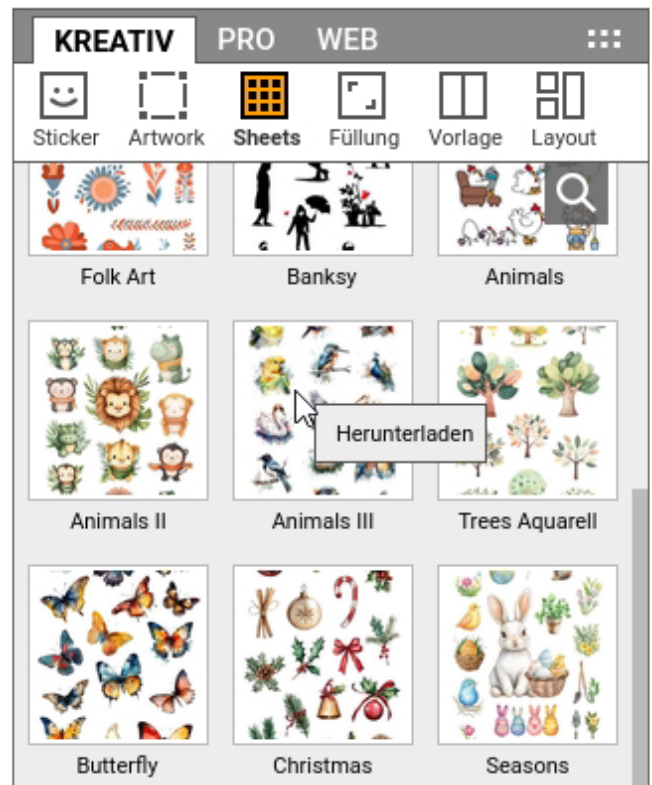 KREATIV PRO WEB
Sticker Artwork Sheets Füllung Vorlage Layout
Folk Art Banksy Animals
Herunterladen
Animals II Animals III Trees Aquarell
Butterfly Christmas Seasons